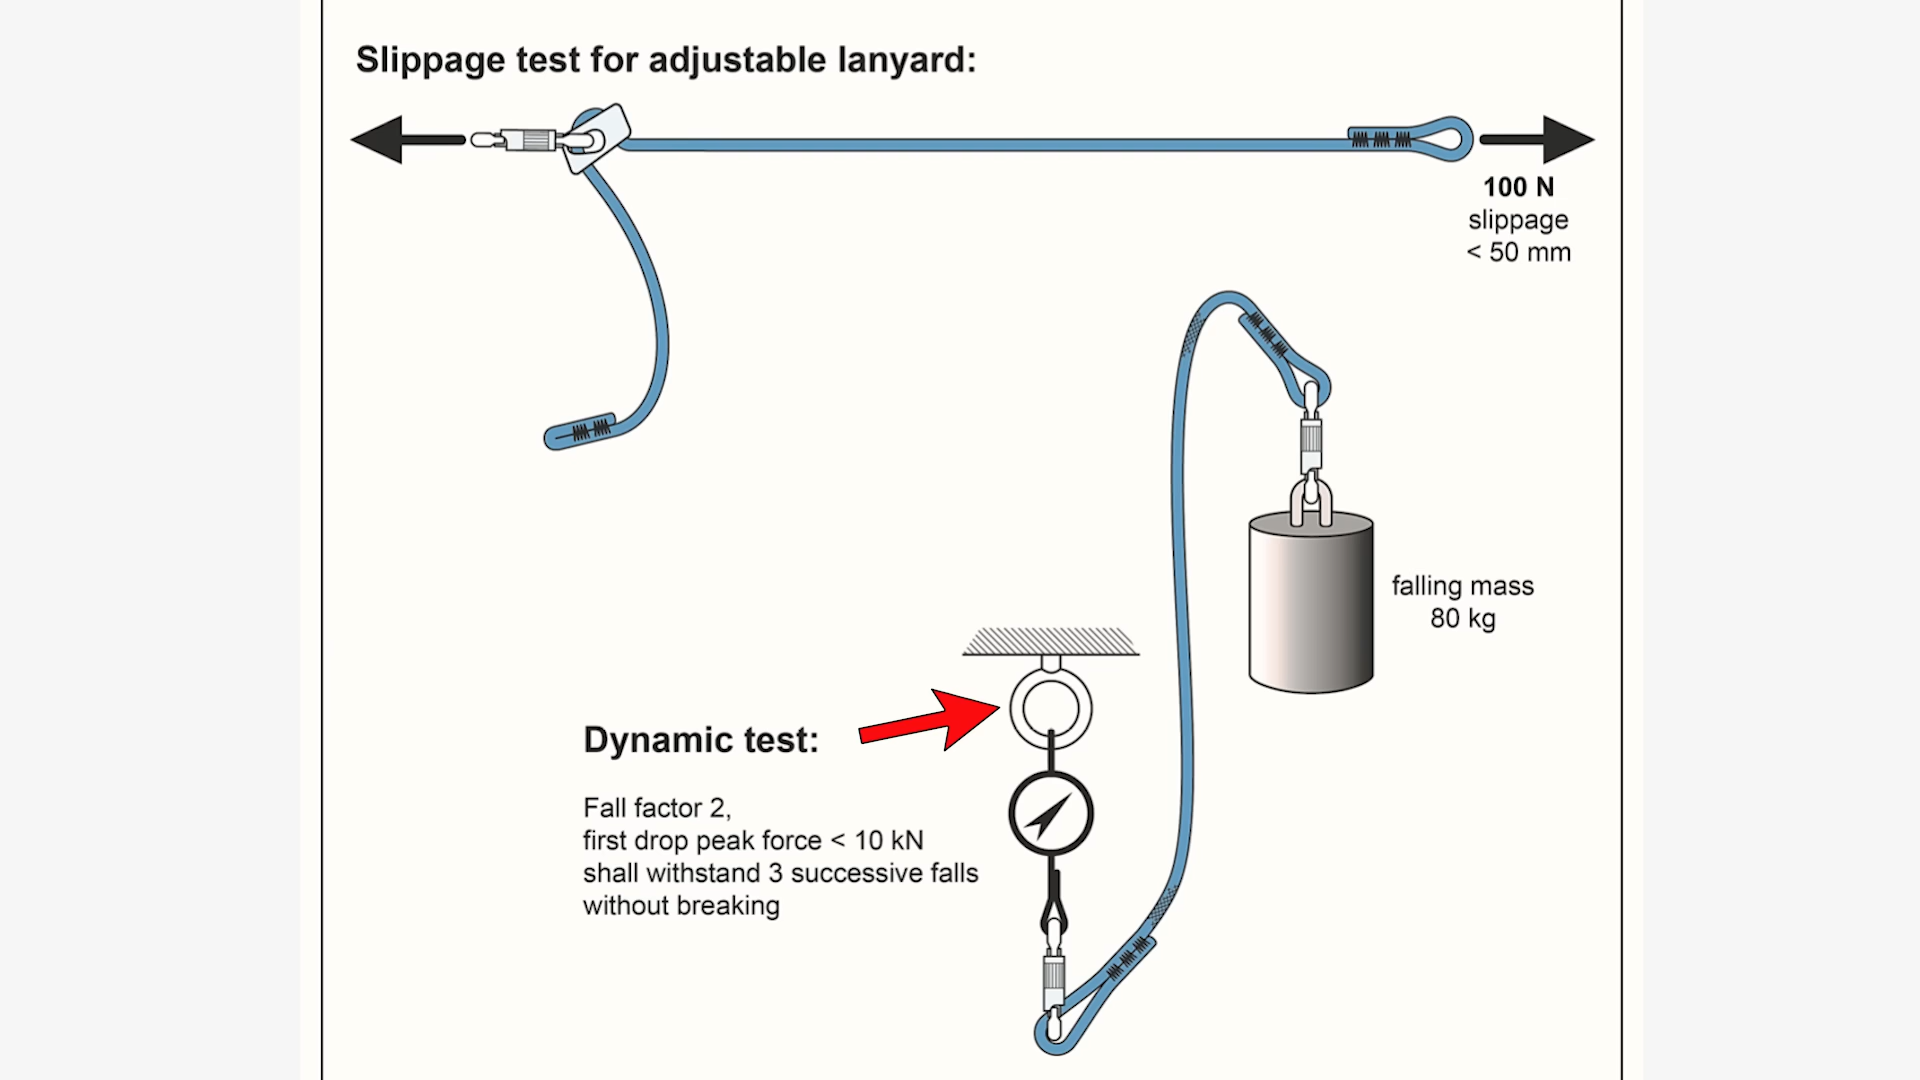 Slippage test for adjustable lanyard:
100 N
slippage
< 50 mm
falling mass
80 kg
Dynamic test:
Fall factor 2,
first drop peak force < 10 kN
shall withstand 3 successive falls
without breaking